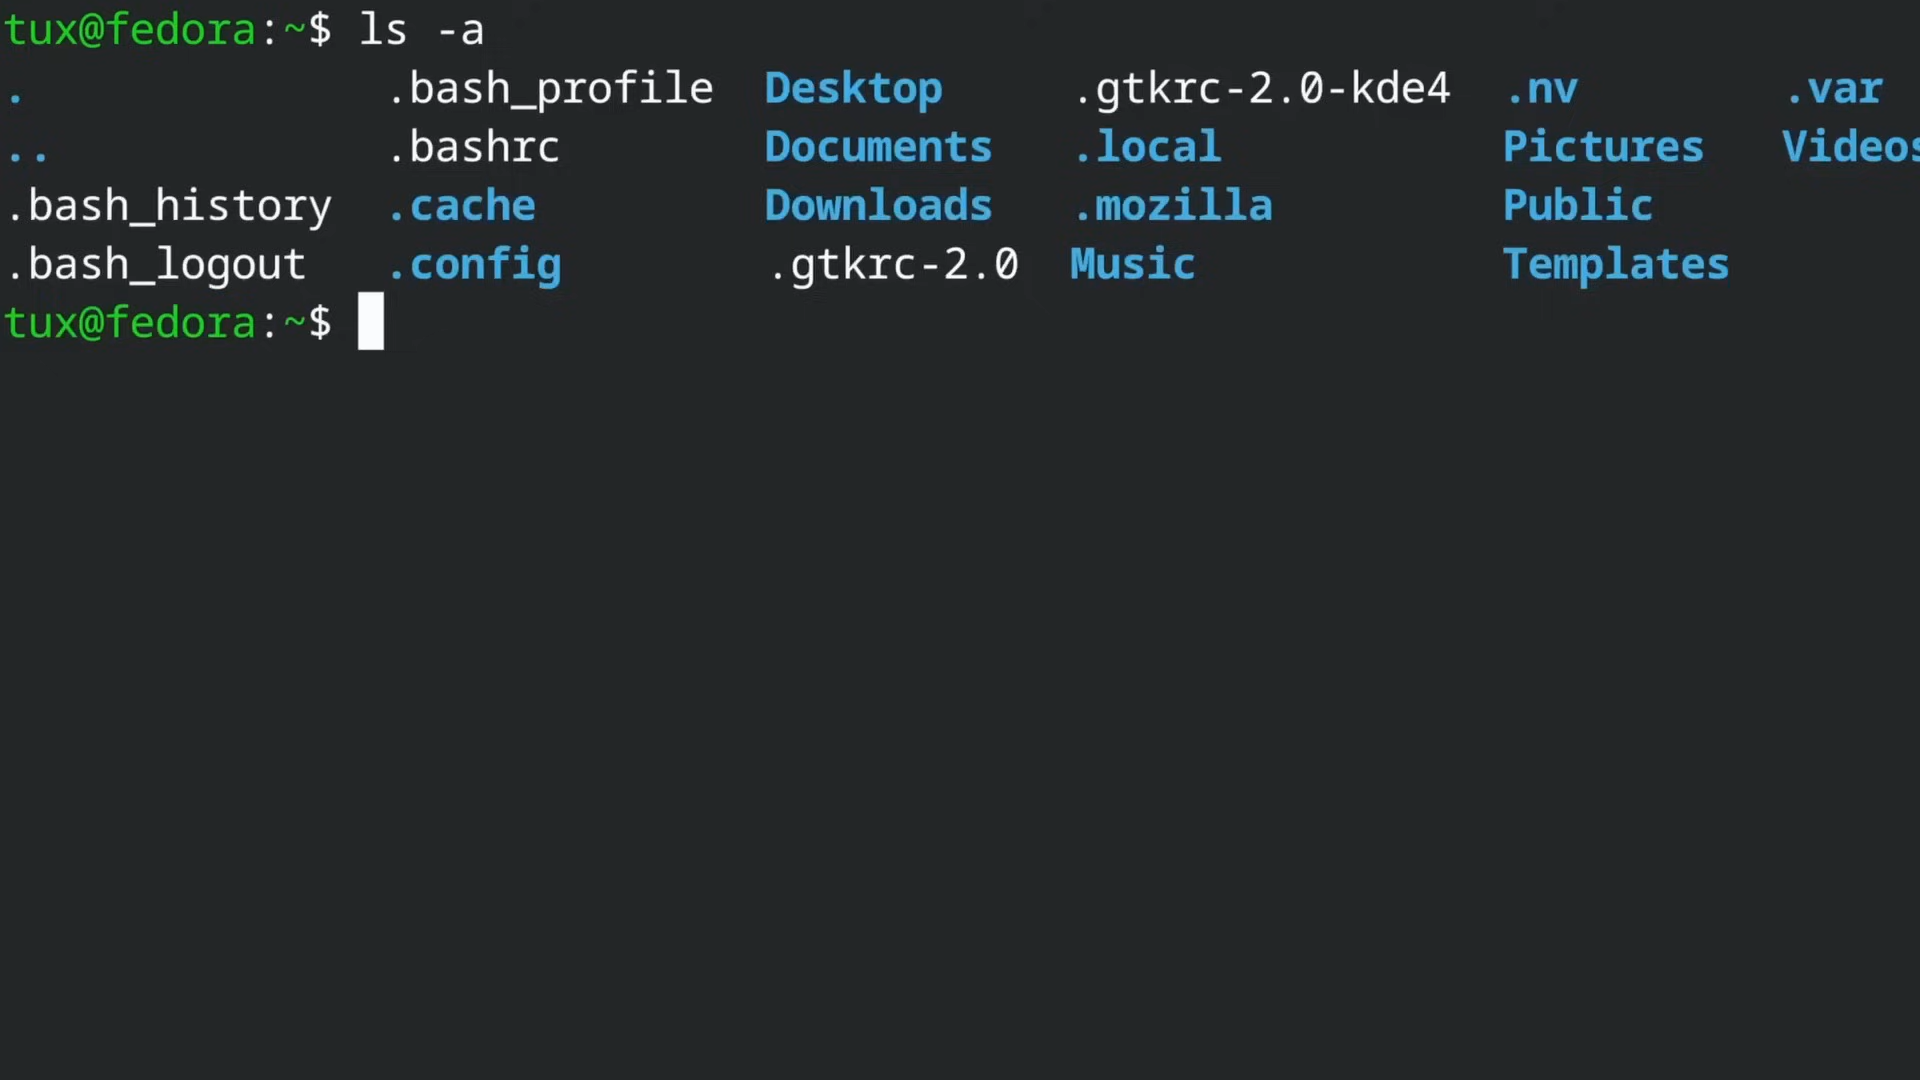 tux@fedora:~$ ls -a
. .bash_profile Desktop .gtkrc-2.0-kde4 .nv .var
.. .bashrc Documents .local Pictures Videos
.bash_history .cache Downloads .mozilla Public
.bash_logout .config .gtkrc-2.0 Music Templates
tux@fedora:~$